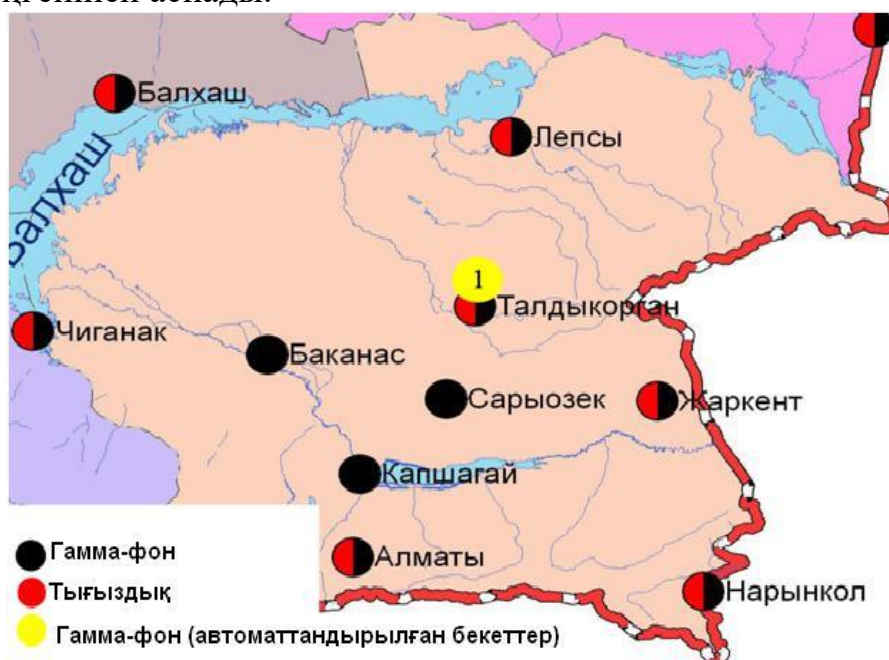 Балхаш
Лепсы
Балхаш
1
Талдыкорган
Чиганак
Баканас
Сарыозек
Жаркент
Капшагай
Алматы
Нарынкол
Гамма-фон
Тығыздық
Гамма-фон (автоматтандырылған бекеттер)